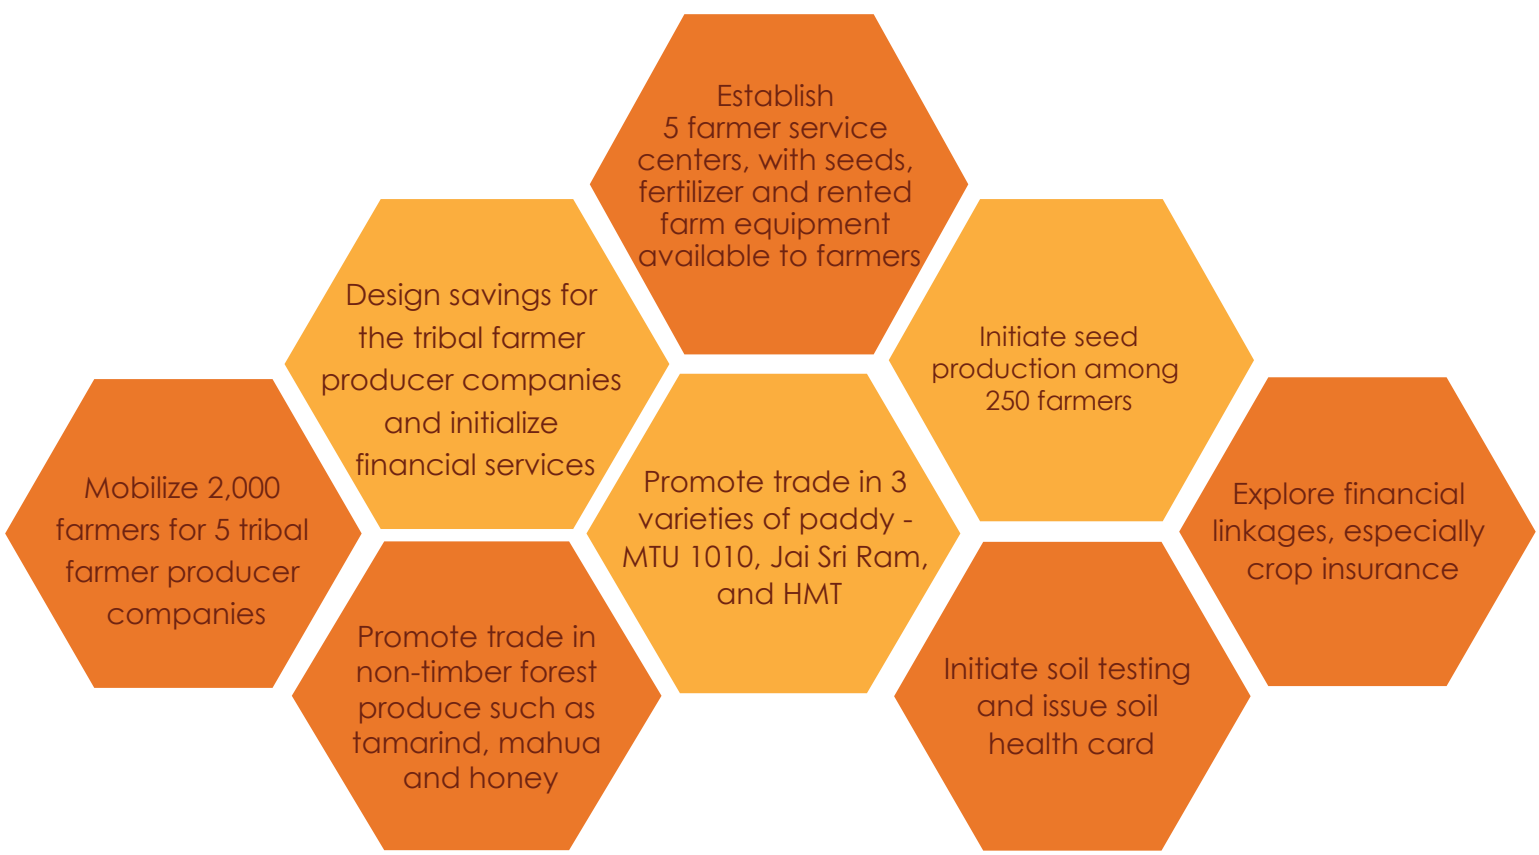 Establish
5 farmer service
centers, with seeds,
fertilizer and rented
farm equipment
available to farmers
Design savings for
the tribal farmer
producer companies
and initialize
financial services
Initiate seed
production among
250 farmers
Mobilize 2,000
farmers for 5 tribal
farmer producer
companies
Promote trade in 3
varieties of paddy -
MTU 1010, Jai Sri Ram,
and HMT
Explore financial
linkages, especially
crop insurance
Promote trade in
non-timber forest
produce such as
tamarind, mahua
and honey
Initiate soil testing
and issue soil
health card